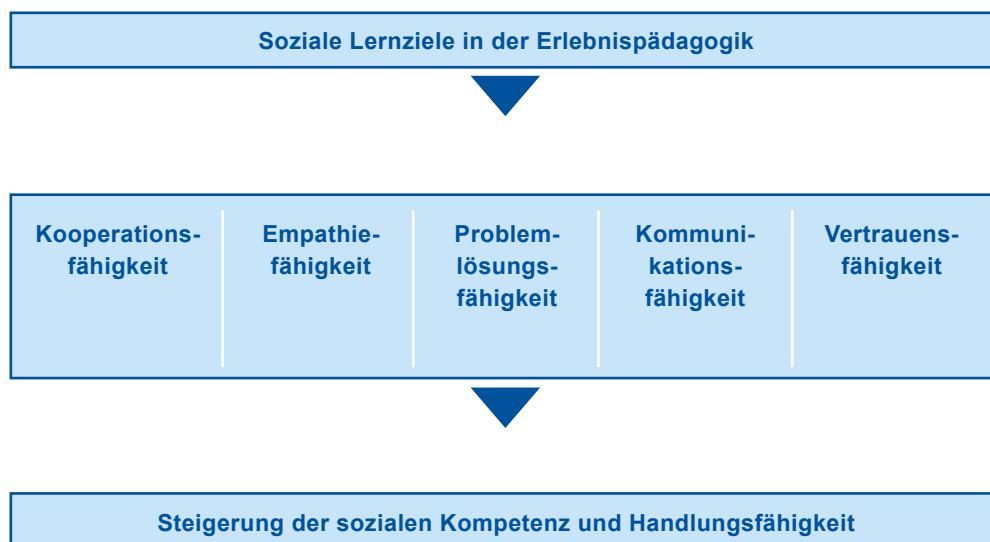 Soziale Lernziele in der Erlebnispädagogik
Kooperations-
fähigkeit
Empathie-
fähigkeit
Problem-
lösungs-
fähigkeit
Kommuni-
kations-
fähigkeit
Vertrauens-
fähigkeit
Steigerung der sozialen Kompetenz und Handlungsfähigkeit